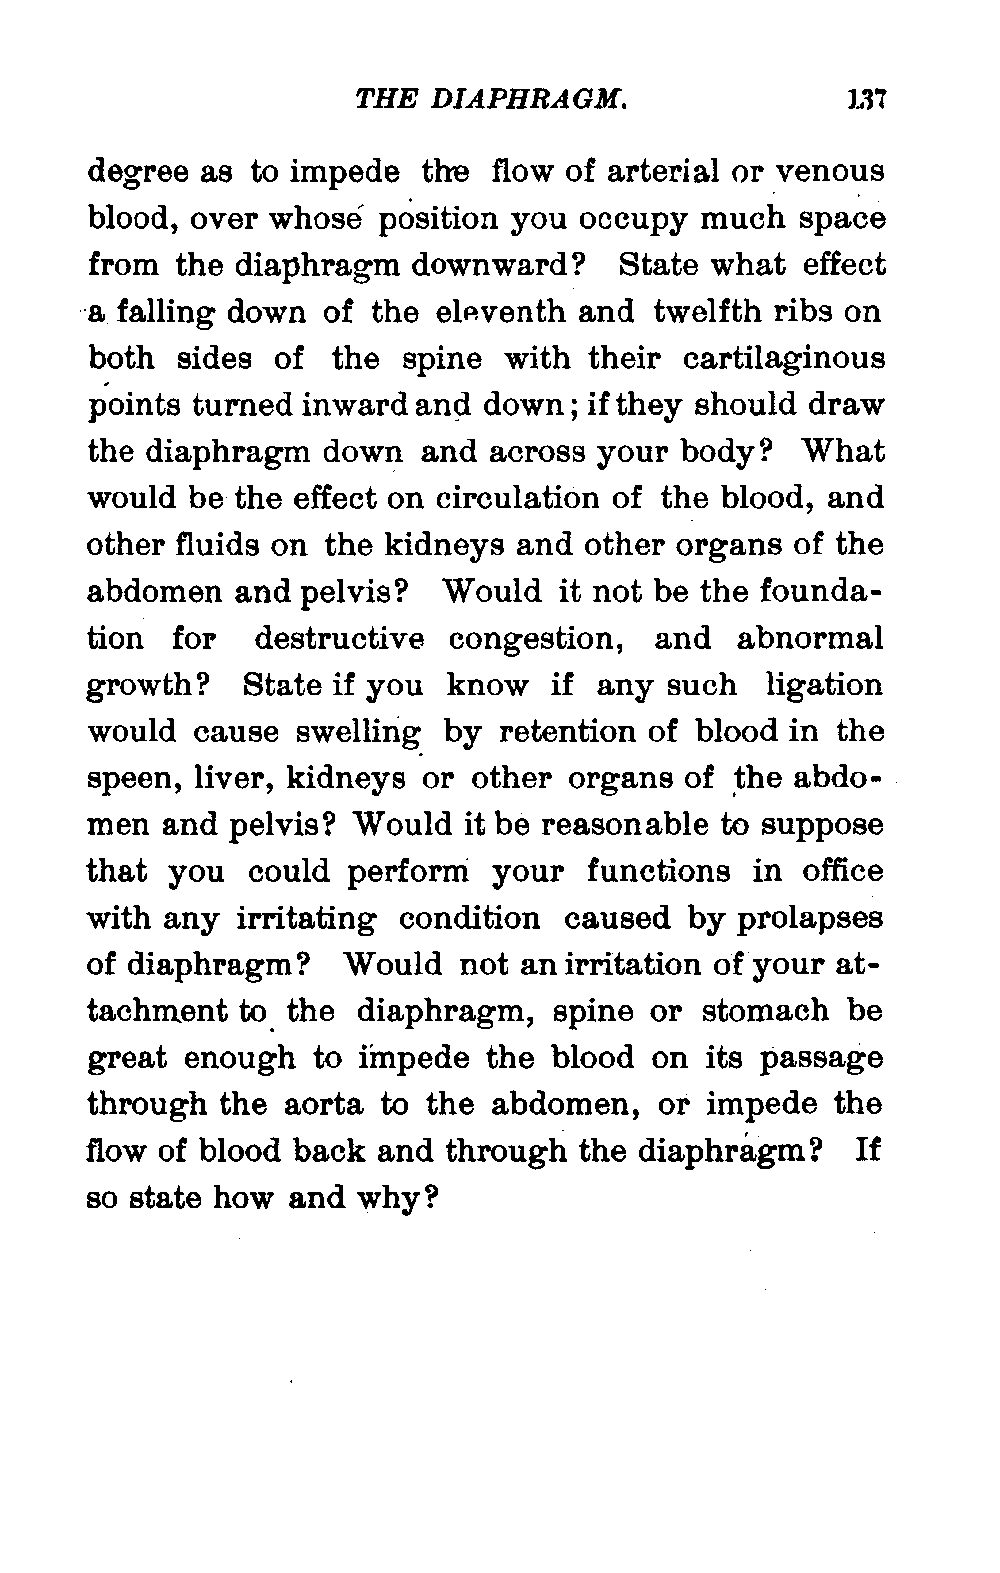 THE DIAPHRAGM. 137
degree as to impede the flow of arterial or venous
blood, over whose position you occupy much space
from the diaphragm downward? State what effect
a falling down of the eleventh and twelfth ribs on
both sides of the spine with their cartilaginous
points turned inward and down; if they should draw
the diaphragm down and across your body? What
would be the effect on circulation of the blood, and
other fluids on the kidneys and other organs of the
abdomen and pelvis? Would it not be the founda-
tion for destructive congestion, and abnormal
growth? State if you know if any such ligation
would cause swelling by retention of blood in the
speen, liver, kidneys or other organs of the abdo-
men and pelvis? Would it be reasonable to suppose
that you could perform your functions in office
with any irritating condition caused by prolapses
of diaphragm? Would not an irritation of your at-
tachment to the diaphragm, spine or stomach be
great enough to impede the blood on its passage
through the aorta to the abdomen, or impede the
flow of blood back and through the diaphragm? If
so state how and why?